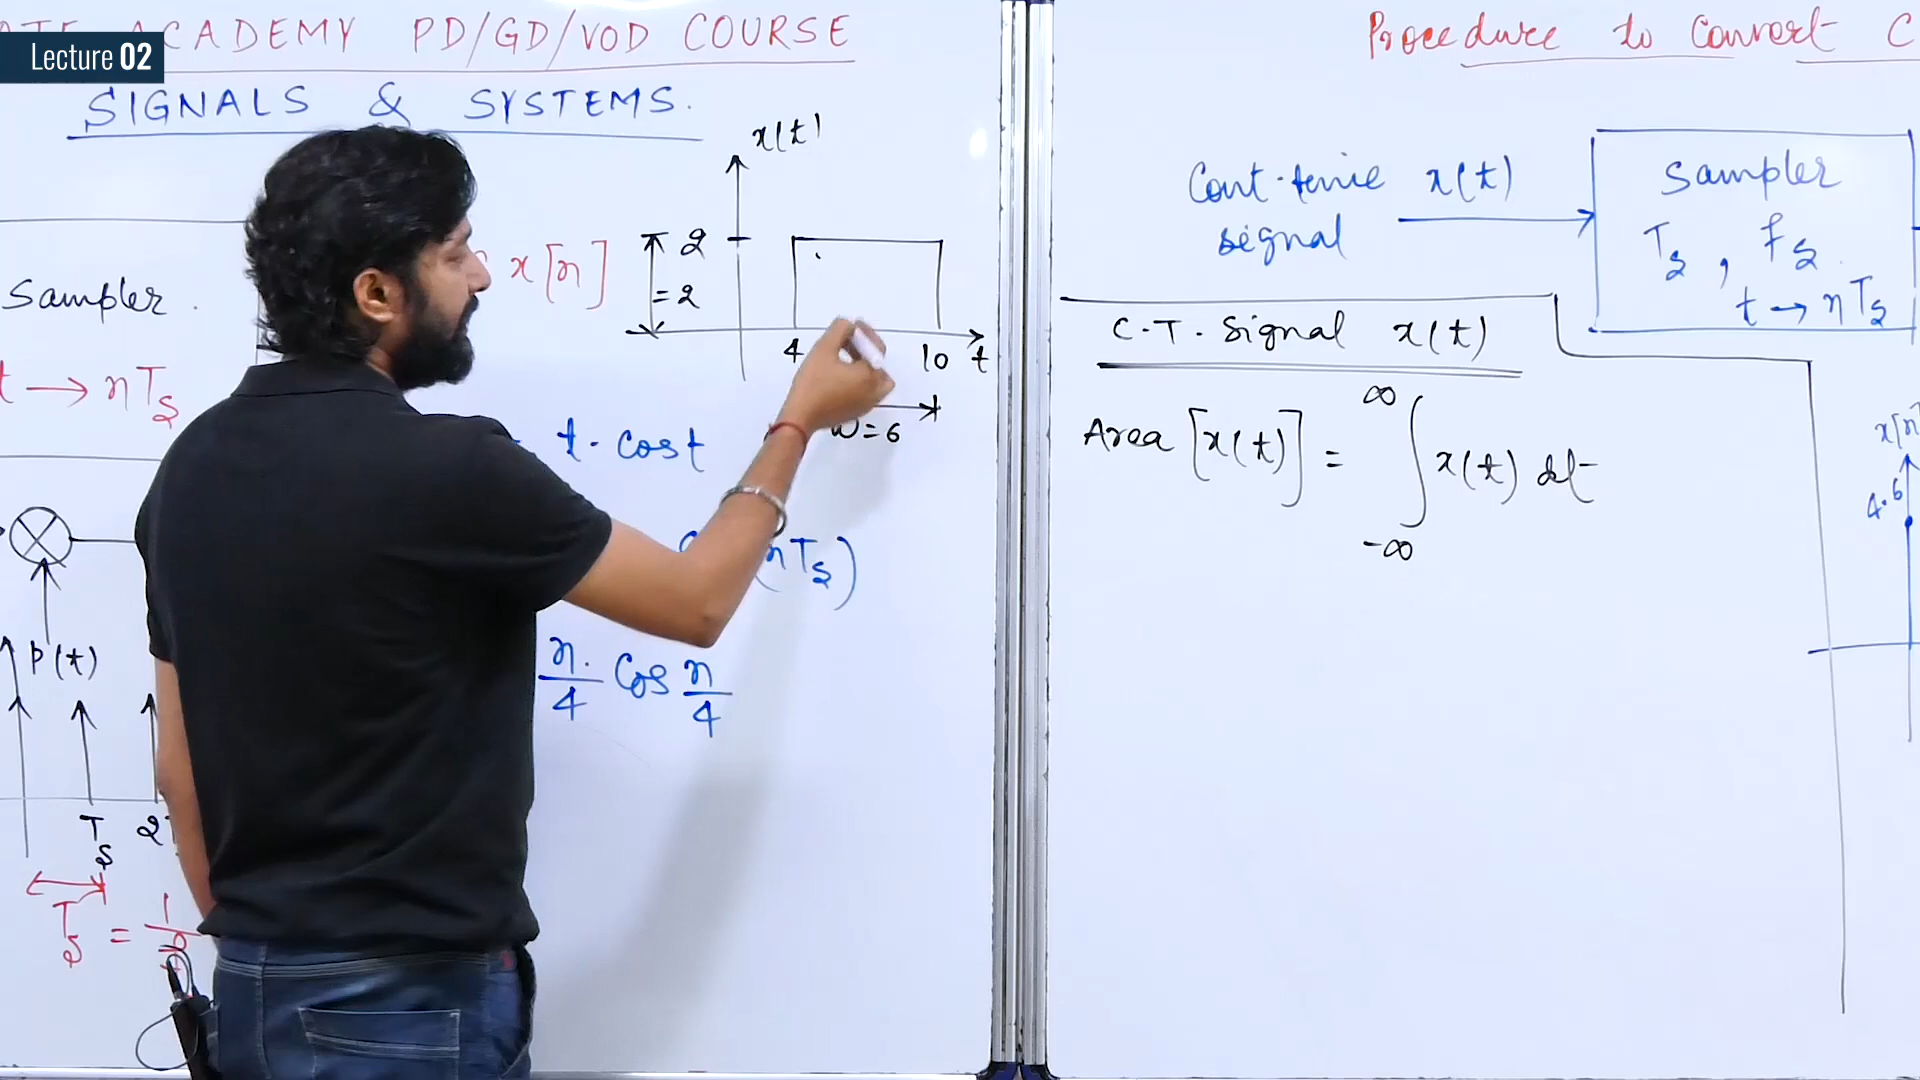 ACADEMY PD/GD/VOD COURSE
Lecture 02
SIGNALS & SYSTEMS.
x(t)
2
x[n]
=2
4
10 t
W=6
Sampler.
t → nTs
t. cost
(nTs)
n/4 . Cos n/4
p(t)
Ts
Ts = 1
Procedure to Convert C
Cont-time signal
x(t)
Sampler
Ts, fs
t → nTs
C.T. Signal x(t)
Area [x(t)] = ∫ x(t) dt
∞
-∞
x[n]
4.6